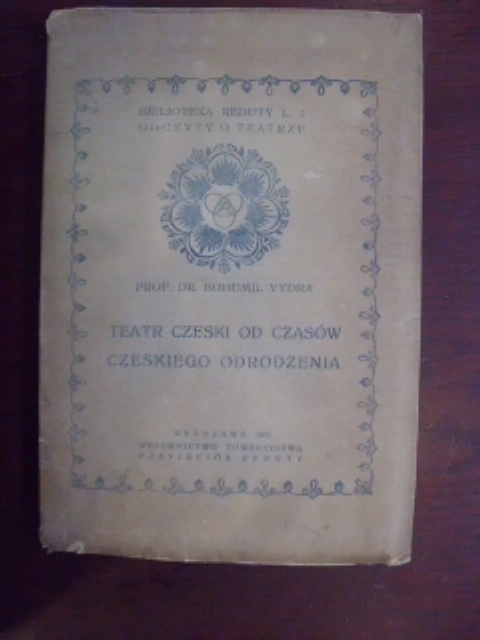 BIBLIOTEKA REDUTY L. 2
ODCZYTY O TEATRZE
PROF. DR. BOHUMIL VYDRA
TEATR CZESKI OD CZASÓW
CZESKIEGO ODRODZENIA
WARSZAWA
WYDAWNICTWO TOWARZYSTWA
PRZYJACIÓŁ REDUTY